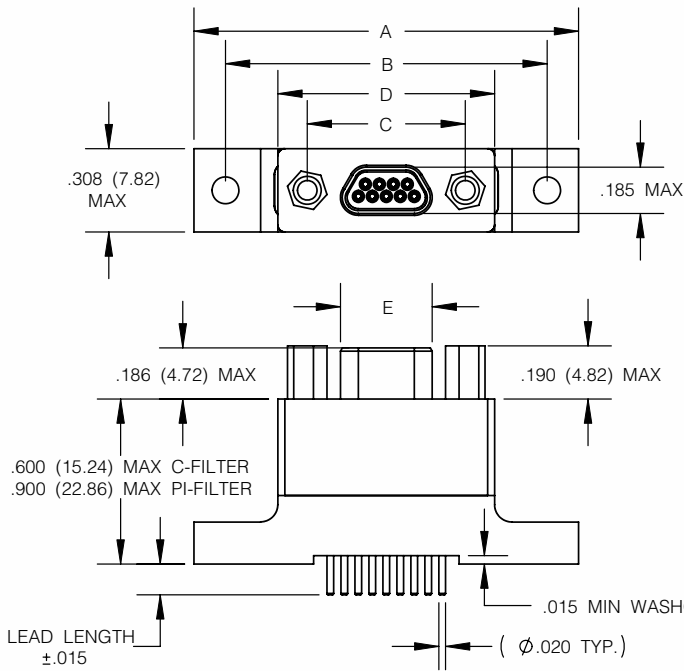 A
B
D
C
.308 (7.82)
MAX
.185 MAX
E
.186 (4.72) MAX
.190 (4.82) MAX
.600 (15.24) MAX C-FILTER
.900 (22.86) MAX PI-FILTER
.015 MIN WASH
LEAD LENGTH
±.015
( Ø.020 TYP.)